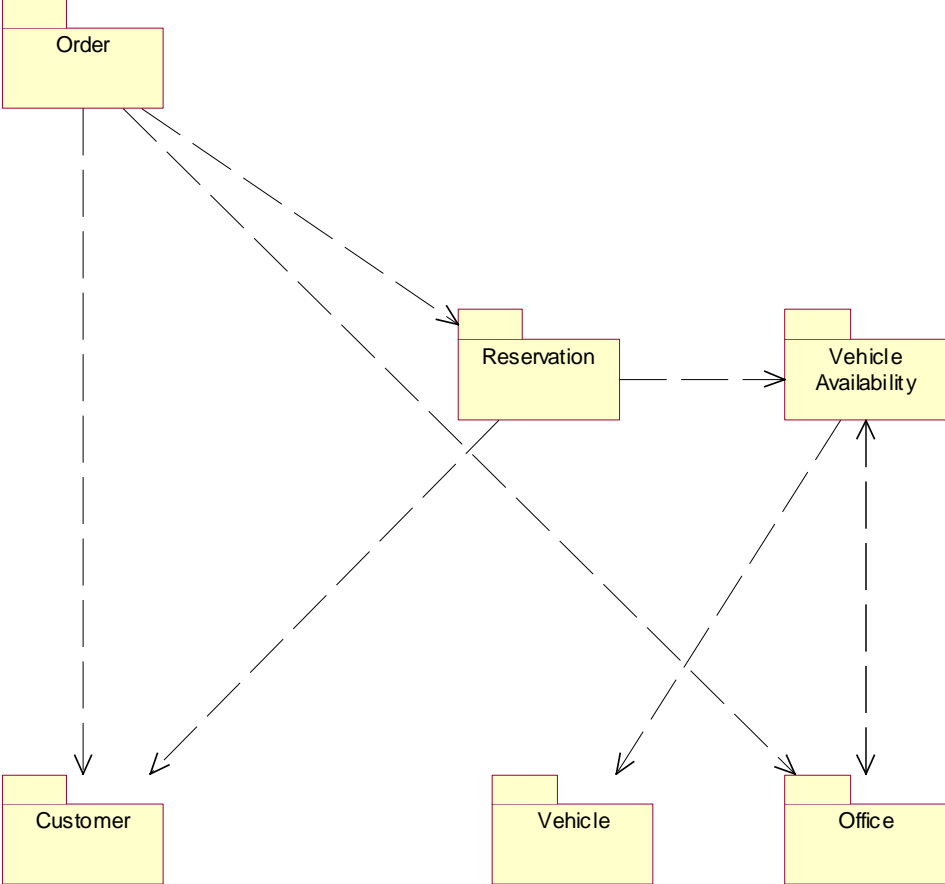 Order
Reservation
Vehicle
Availability
Customer
Vehicle
Office